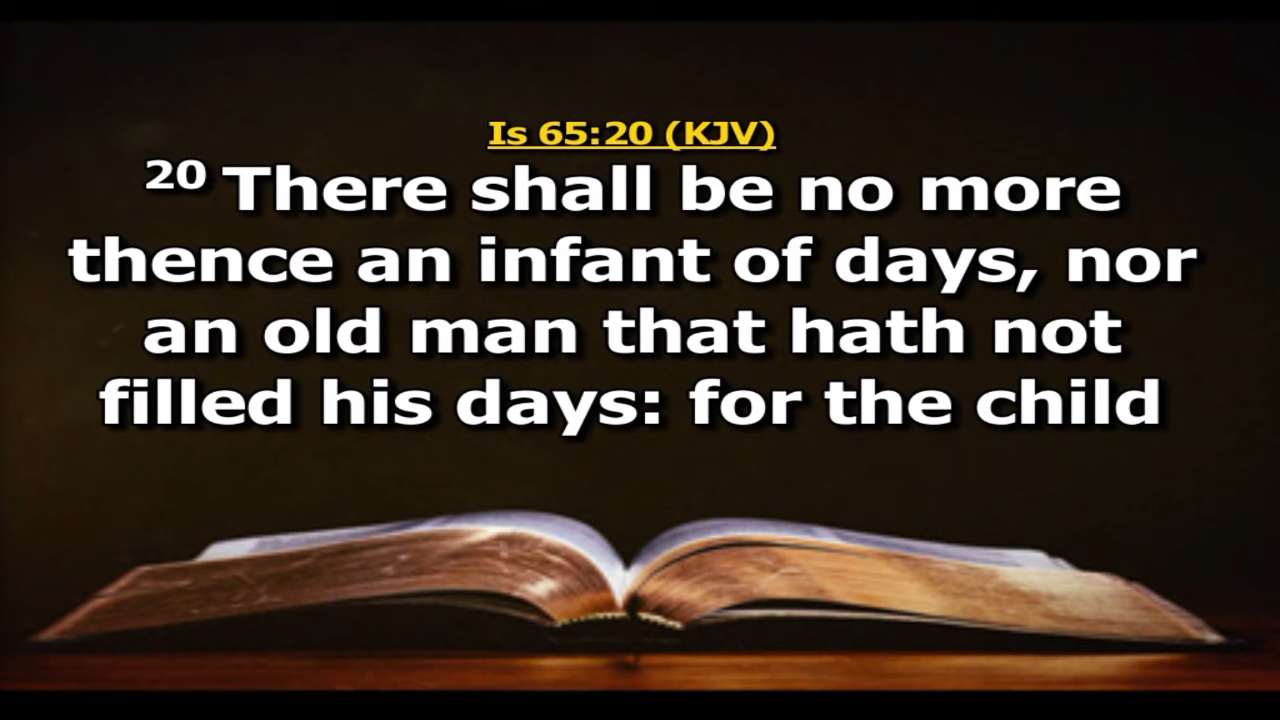 Is 65:20 (KJV)
20 There shall be no more
thence an infant of days, nor
an old man that hath not
filled his days: for the child